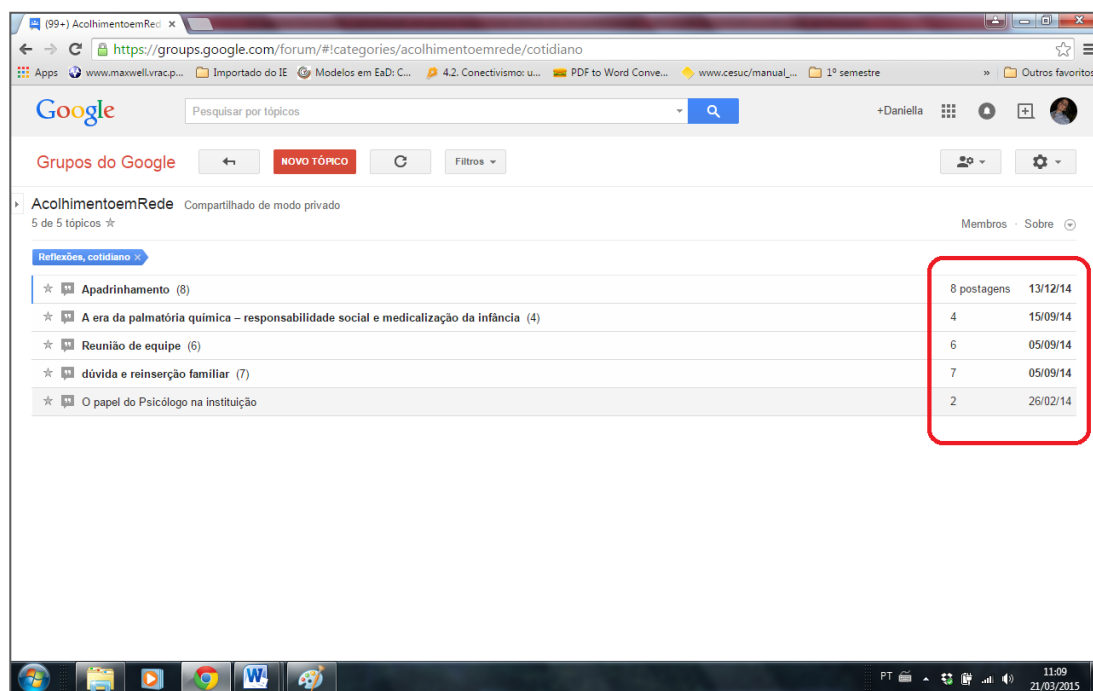 (99+) AcolhimentoemRed
https://groups.google.com/forum/#!categories/acolhimentoemrede/cotidiano
Apps www.maxwell.vrac.p... Importado do IE Modelos em EaD: C... 4.2. Conectivismo: u... PDF to Word Conve... www.cesuc/manual_... 1º semestre » Outros favoritos
Google Pesquisar por tópicos +Daniella
Grupos do Google NOVO TÓPICO Filtros
AcolhimentoemRede Compartilhado de modo privado
5 de 5 tópicos Membros · Sobre
Reflexões, cotidiano ×
Apadrinhamento (8) 8 postagens 13/12/14
A era da palmatória química – responsabilidade social e medicalização da infância (4) 4 15/09/14
Reunião de equipe (6) 6 05/09/14
dúvida e reinserção familiar (7) 7 05/09/14
O papel do Psicólogo na instituição 2 26/02/14
PT 11:09
21/03/2015